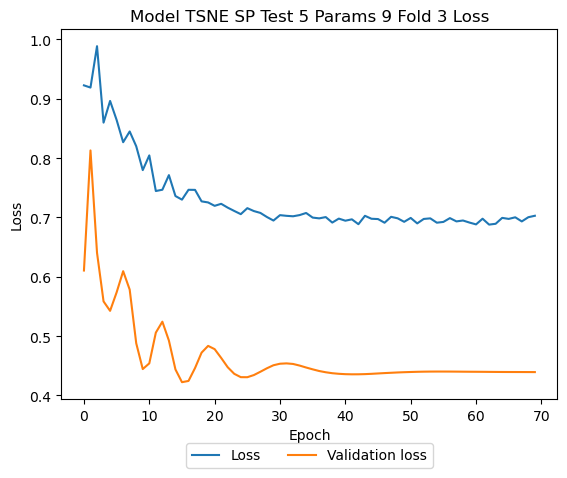 Model TSNE SP Test 5 Params 9 Fold 3 Loss
1.0
0.9
0.8
0.7
0.6
0.5
0.4
Loss
0 10 20 30 40 50 60 70
Epoch
Loss Validation loss